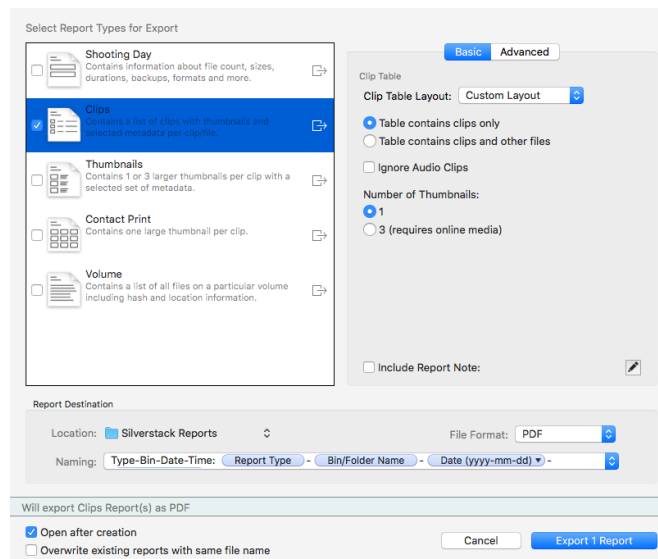 Select Report Types for Export
Shooting Day
Contains information about file count, sizes,
durations, backups, formats and more.
Clips
Contains a list of clips with thumbnails and
selected metadata per clip/file.
Thumbnails
Contains 1 or 3 larger thumbnails per clip with a
selected set of metadata.
Contact Print
Contains one large thumbnail per clip.
Volume
Contains a list of all files on a particular volume
including hash and location information.
Basic Advanced
Clip Table
Clip Table Layout: Custom Layout
Table contains clips only
Table contains clips and other files
Ignore Audio Clips
Number of Thumbnails:
1
3 (requires online media)
Include Report Note:
Report Destination
Location: Silverstack Reports File Format: PDF
Naming: Type-Bin-Date-Time: Report Type - Bin/Folder Name - Date (yyyy-mm-dd) -
Will export Clips Report(s) as PDF
Open after creation
Overwrite existing reports with same file name
Cancel Export 1 Report